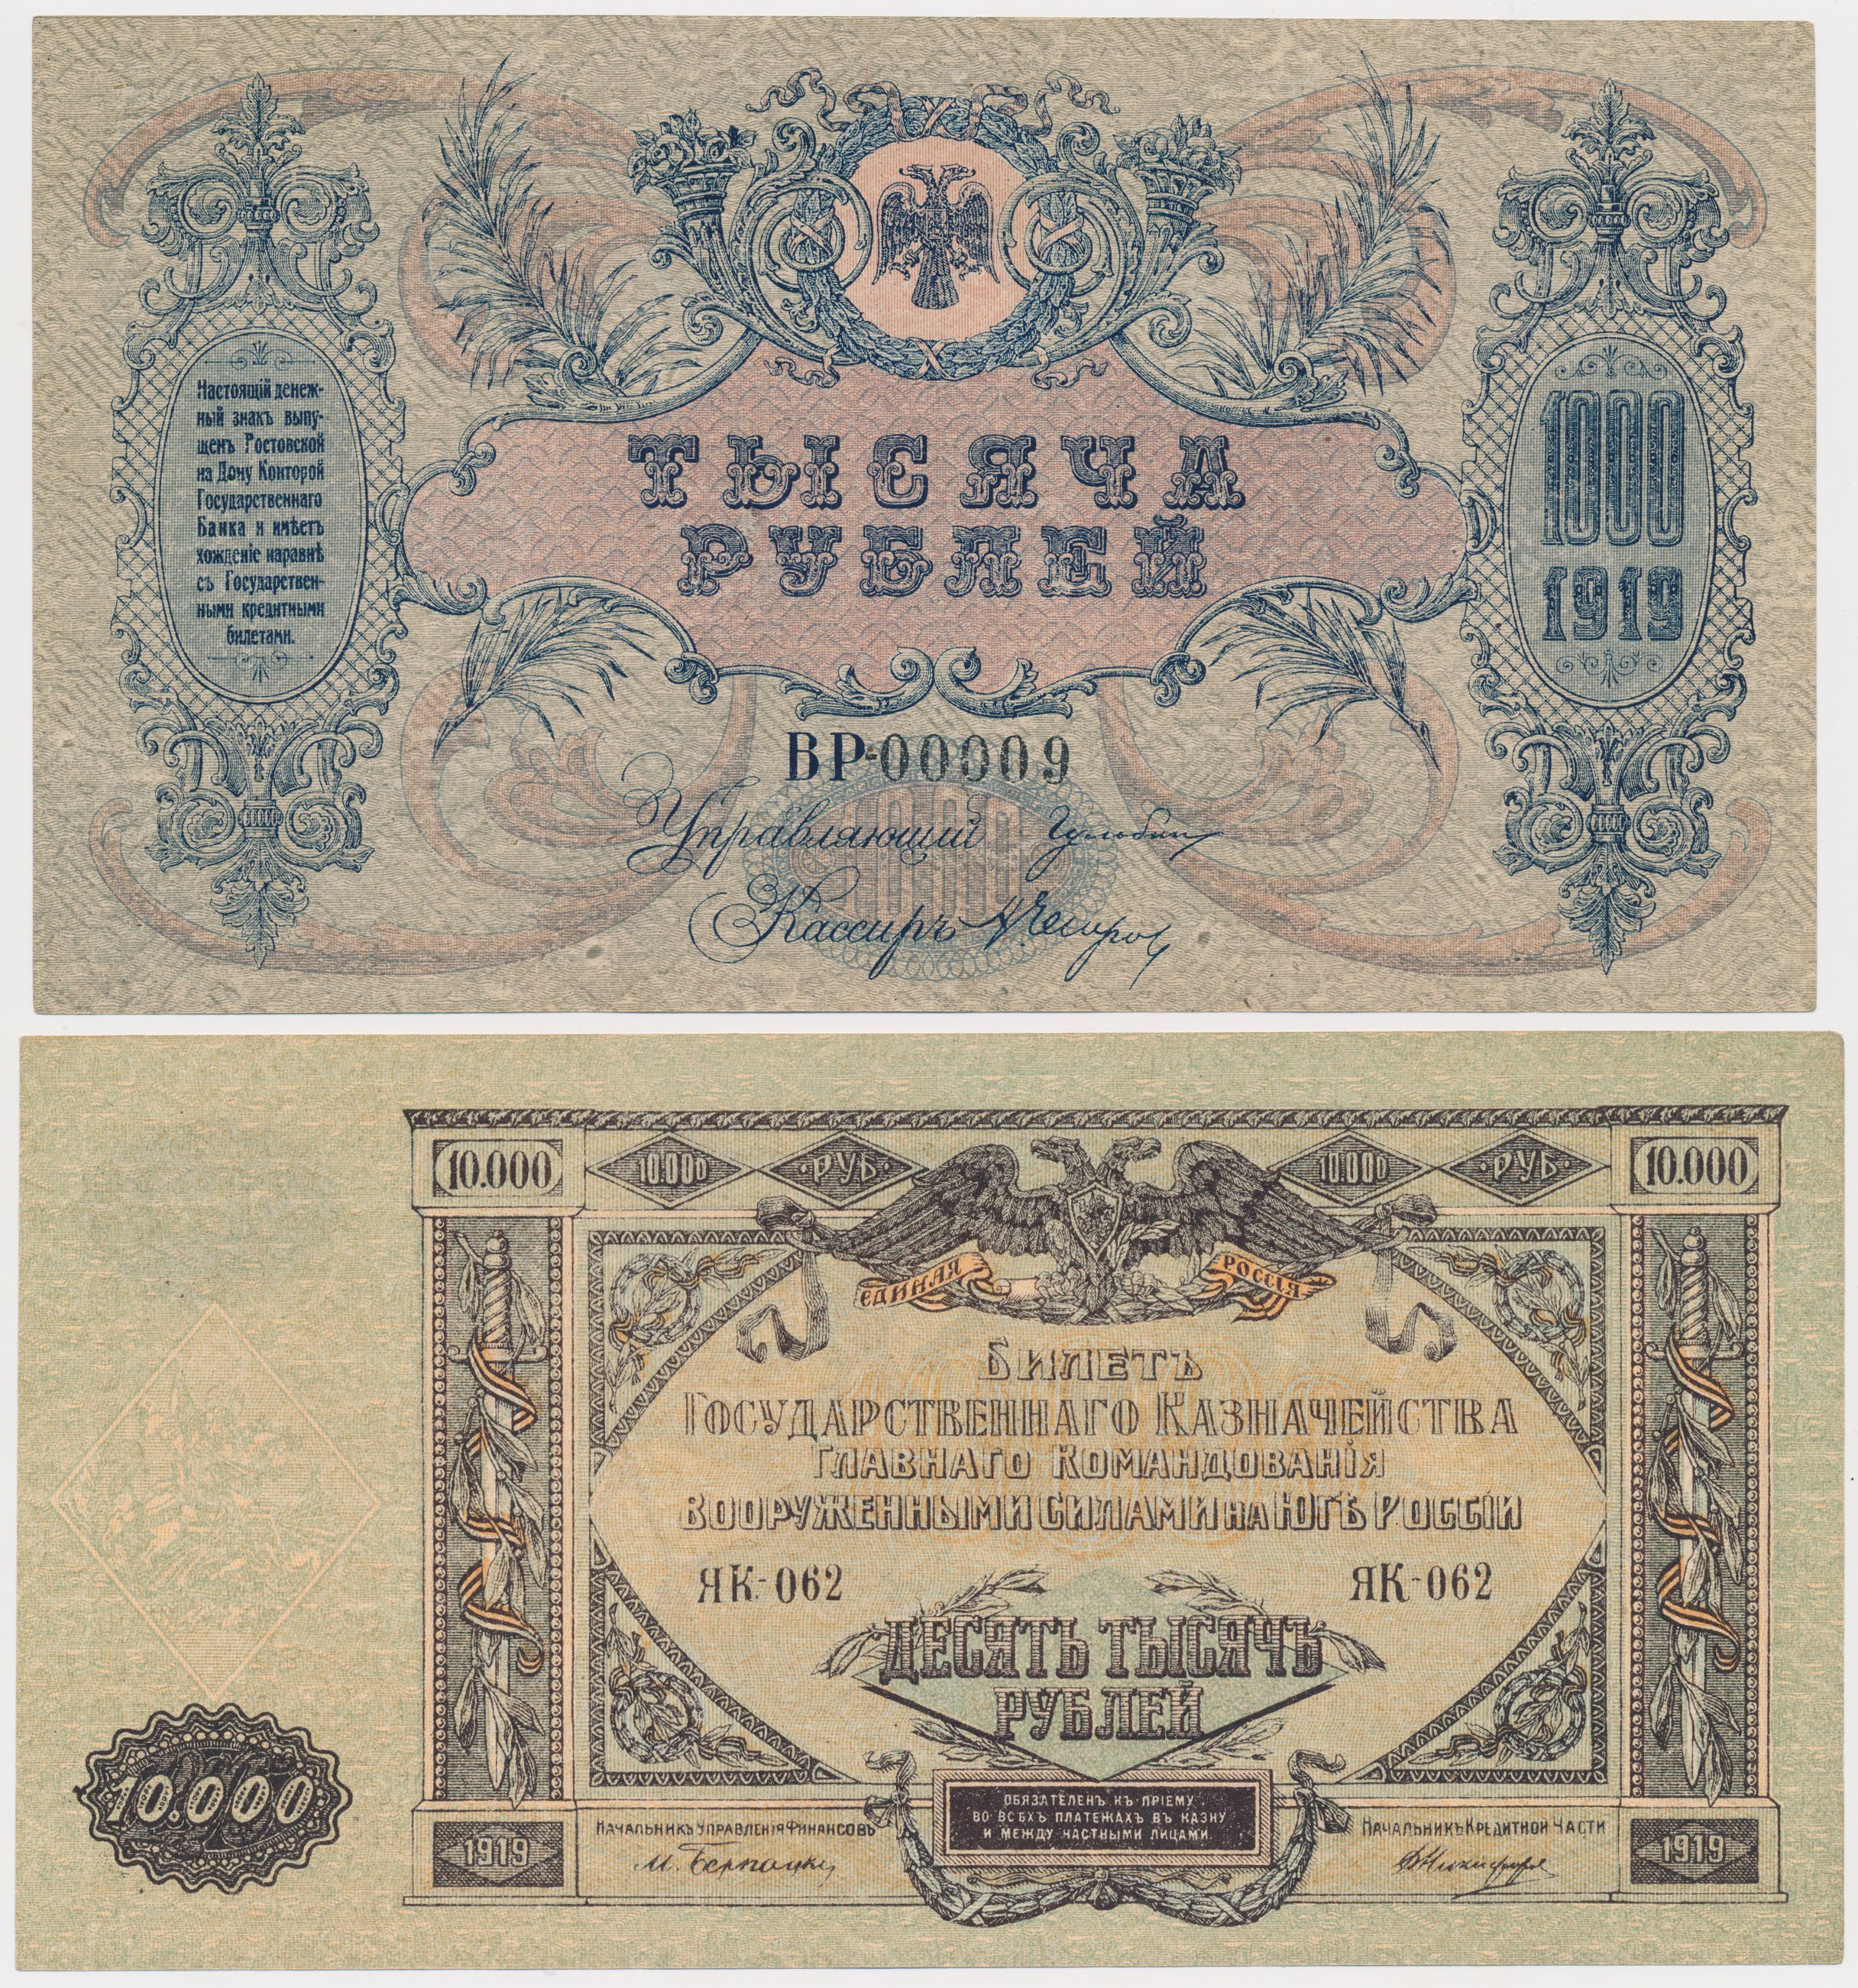 Настоящій денеж-
ный знакъ выпу-
щенъ Ростовской
на Дону Конторой
Государственнаго
Банка и имѣетъ
хожденіе наравнѣ
съ Государствен-
ными кредитными
билетами.
ТЫСЯЧА
РУБЛЕЙ
1000
1919
ВР-00009
1000
Управляющій Гулобин
Кассиръ
10.000
10.000
РУБ
10.000
РУБ
10.000
ЕДИНАЯ РОССІЯ
БИЛЕТЪ
ГОСУДАРСТВЕННАГО КАЗНАЧЕЙСТВА
ГЛАВНАГО КОМАНДОВАНІЯ
ВООРУЖЕННЫМИ СИЛАМИ НА ЮГѢ РОССІИ
ЯК-062 ЯК-062
ДЕСЯТЬ ТЫСЯЧЪ
РУБЛЕЙ
10.000
ОБЯЗАТЕЛЕНЪ КЪ ПРІЕМУ.
ВО ВСѢХЪ ПЛАТЕЖАХЪ ВЪ КАЗНУ
И МЕЖДУ ЧАСТНЫМИ ЛИЦАМИ
1919
НАЧАЛЬНИКЪ УПРАВЛЕНІЯ ФИНАНСОВЪ
М. Бернацкій
НАЧАЛЬНИКЪ КРЕДИТНОЙ ЧАСТИ
1919